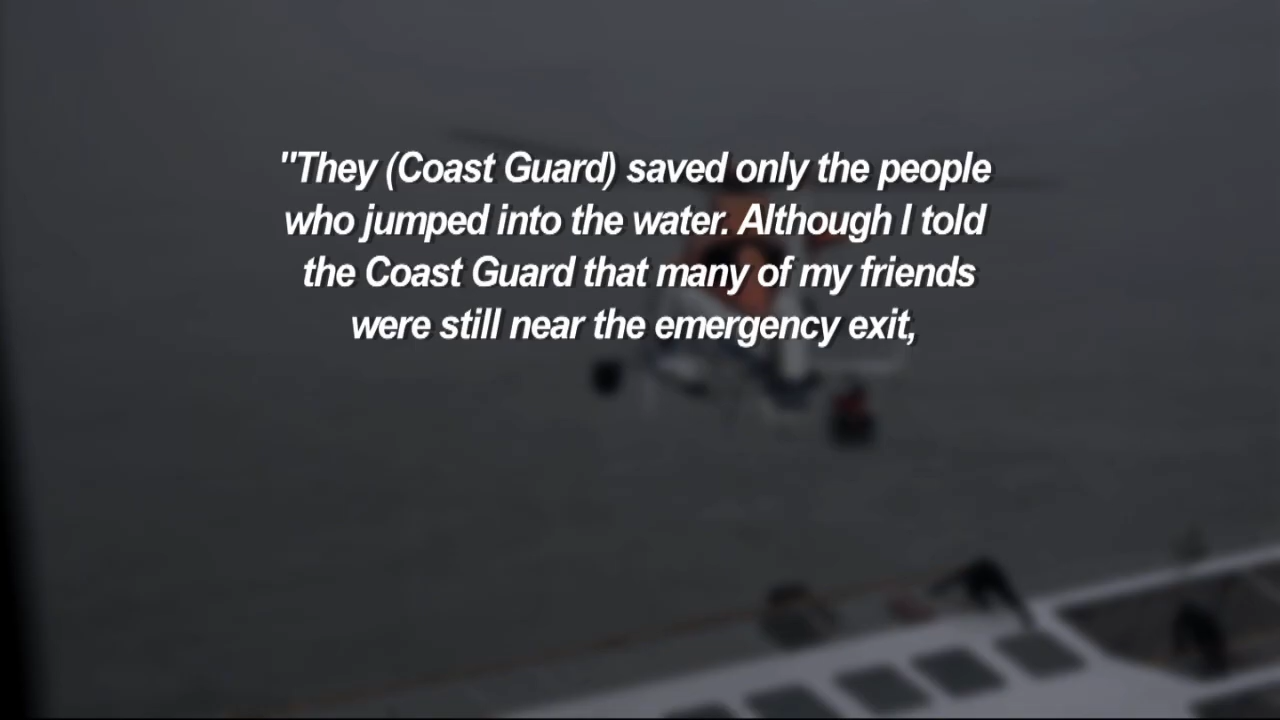 "They (Coast Guard) saved only the people
who jumped into the water. Although I told
the Coast Guard that many of my friends
were still near the emergency exit,